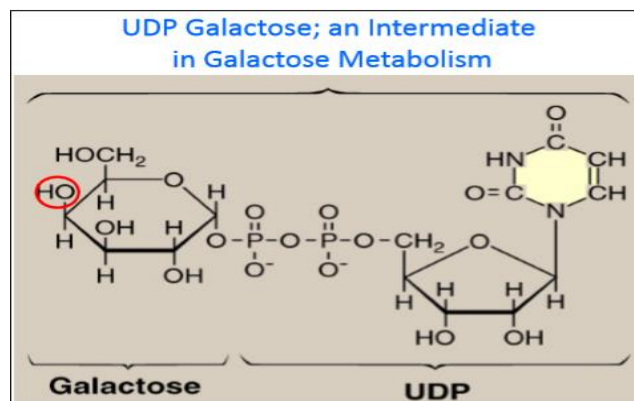 UDP Galactose; an Intermediate
in Galactose Metabolism
O
C
HN
CH
O=C
CH
N
HOCH2
O
H
HO
H
OH
H
H
H
OH
O-P-O-P-O-CH2
O
O
O-
O-
O
H
H
H
H
HO
OH
Galactose
UDP